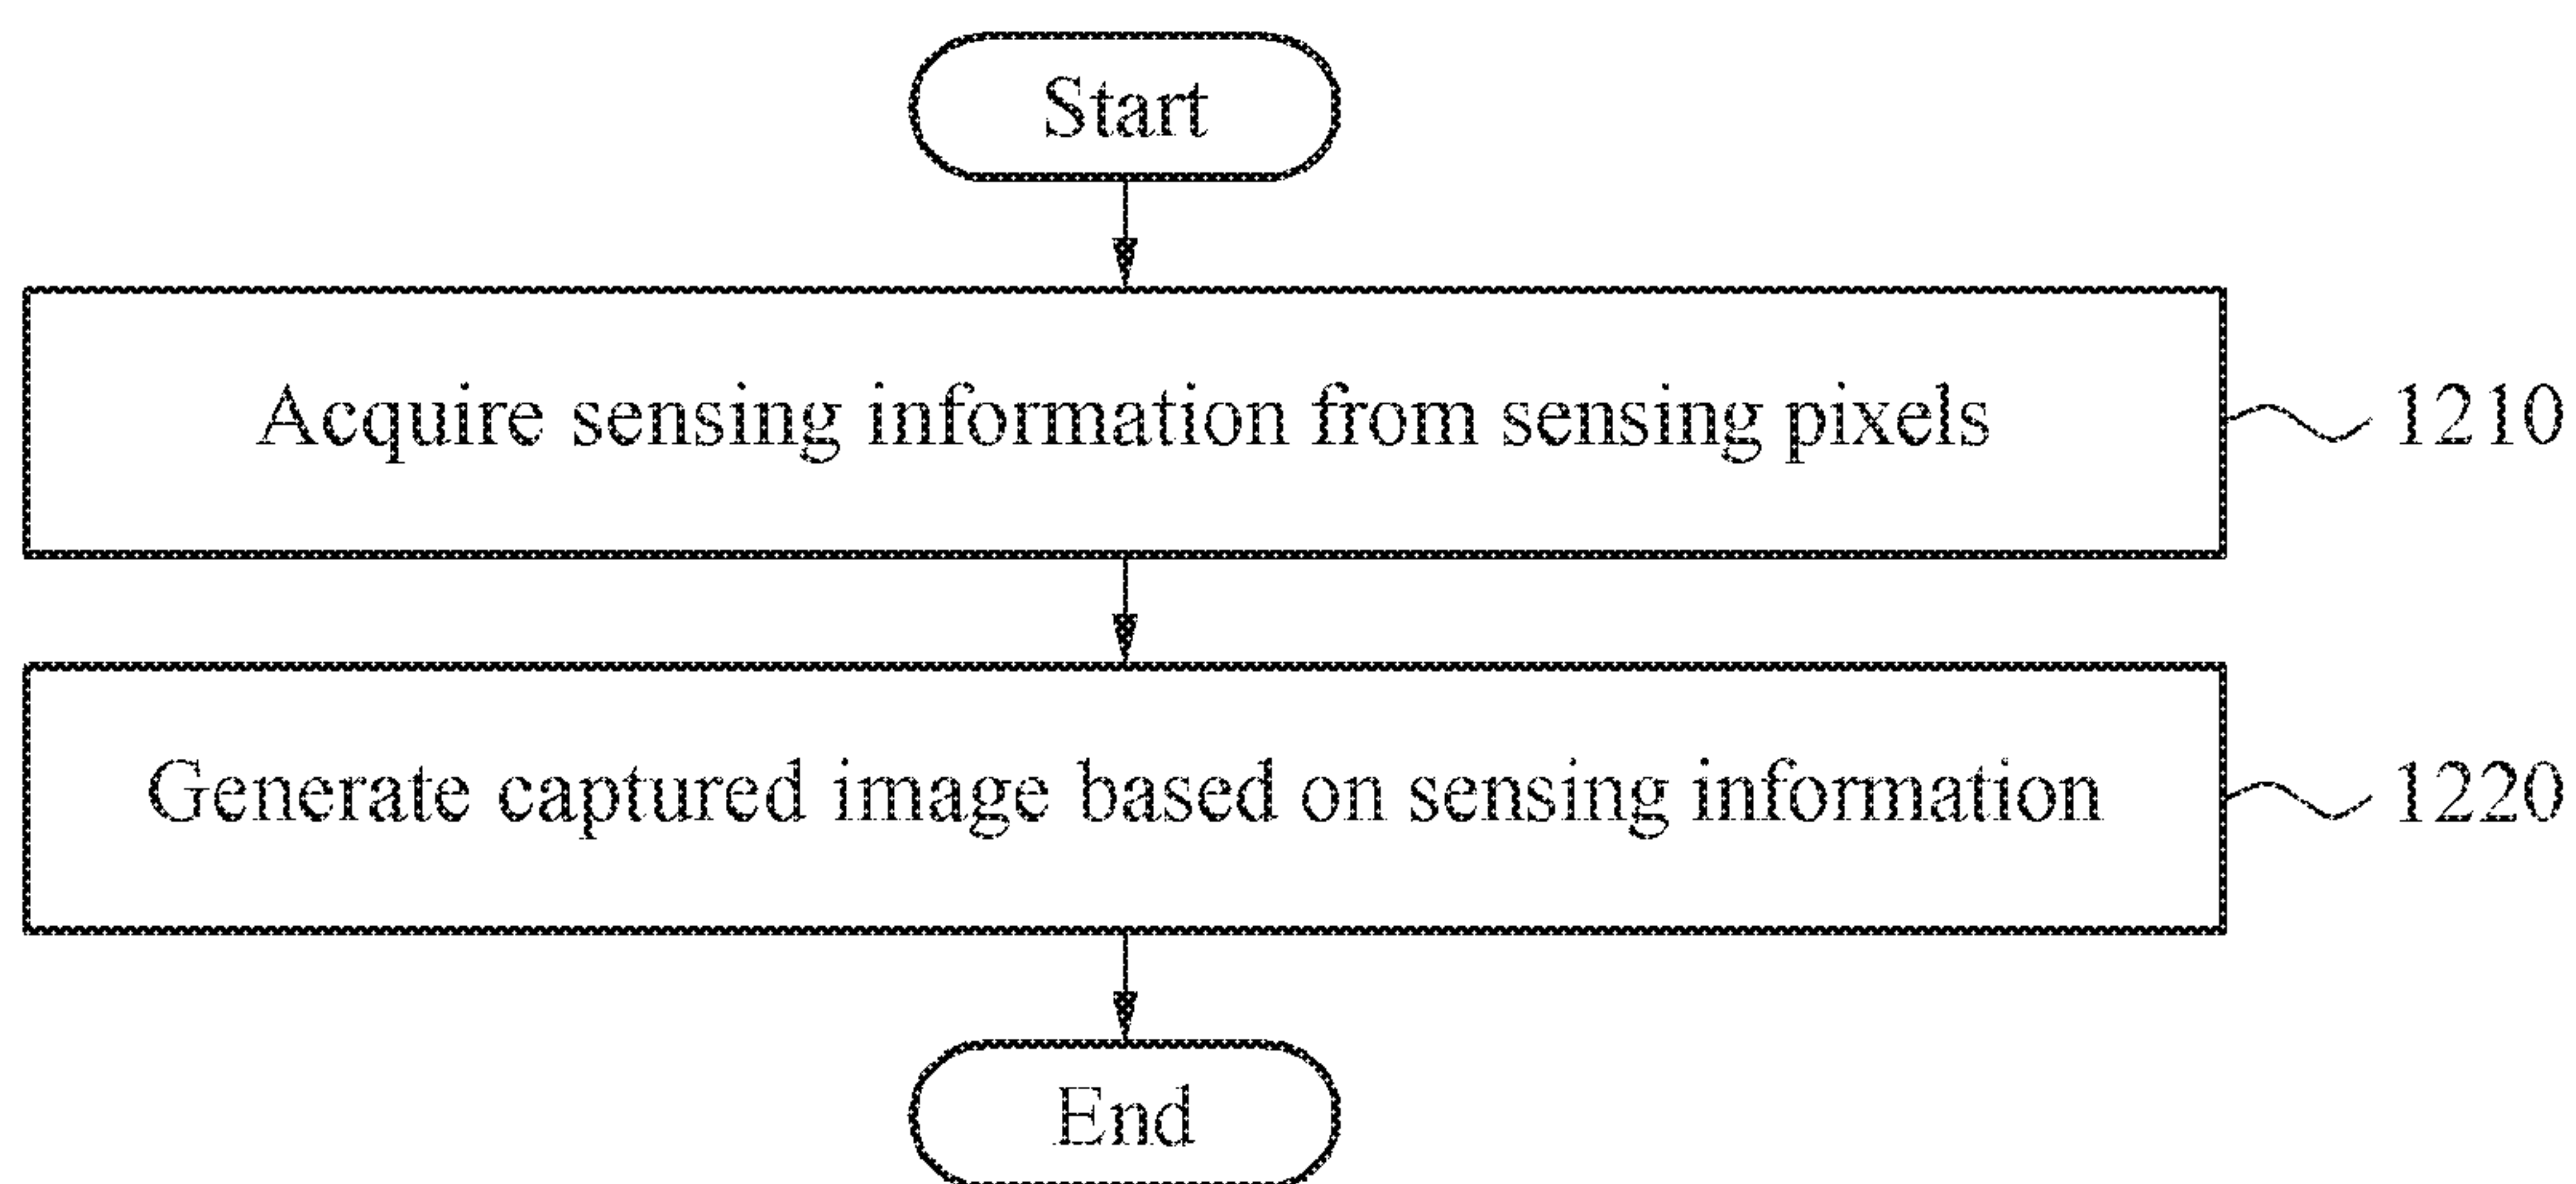 Start
Acquire sensing information from sensing pixels
1210
Generate captured image based on sensing information
1220
End